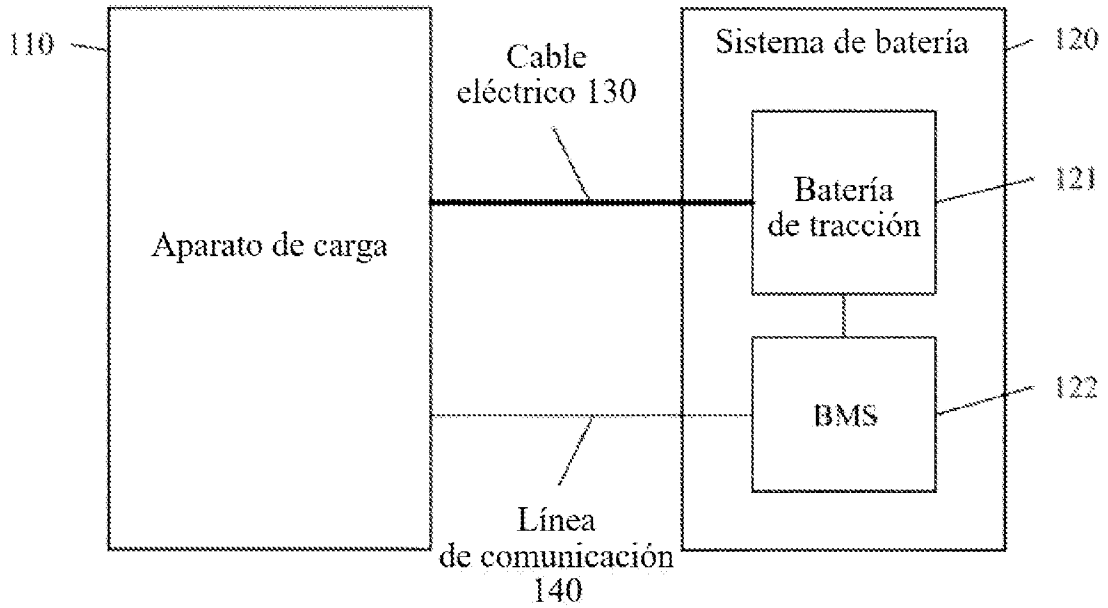 110
Aparato de carga
Cable
eléctrico 130
Sistema de batería
120
Batería
de tracción
121
BMS
122
Línea
de comunicación
140